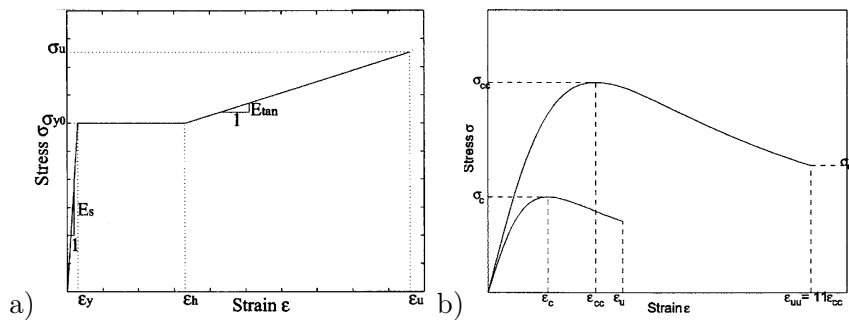 a)
σu
σy0
Stress σ
Es
1
Etan
1
εy
εh
Strain ε
εu
b)
σcc
Stress σ
σc
εc
εcc
εu
Strain ε
εuu = 11εcc